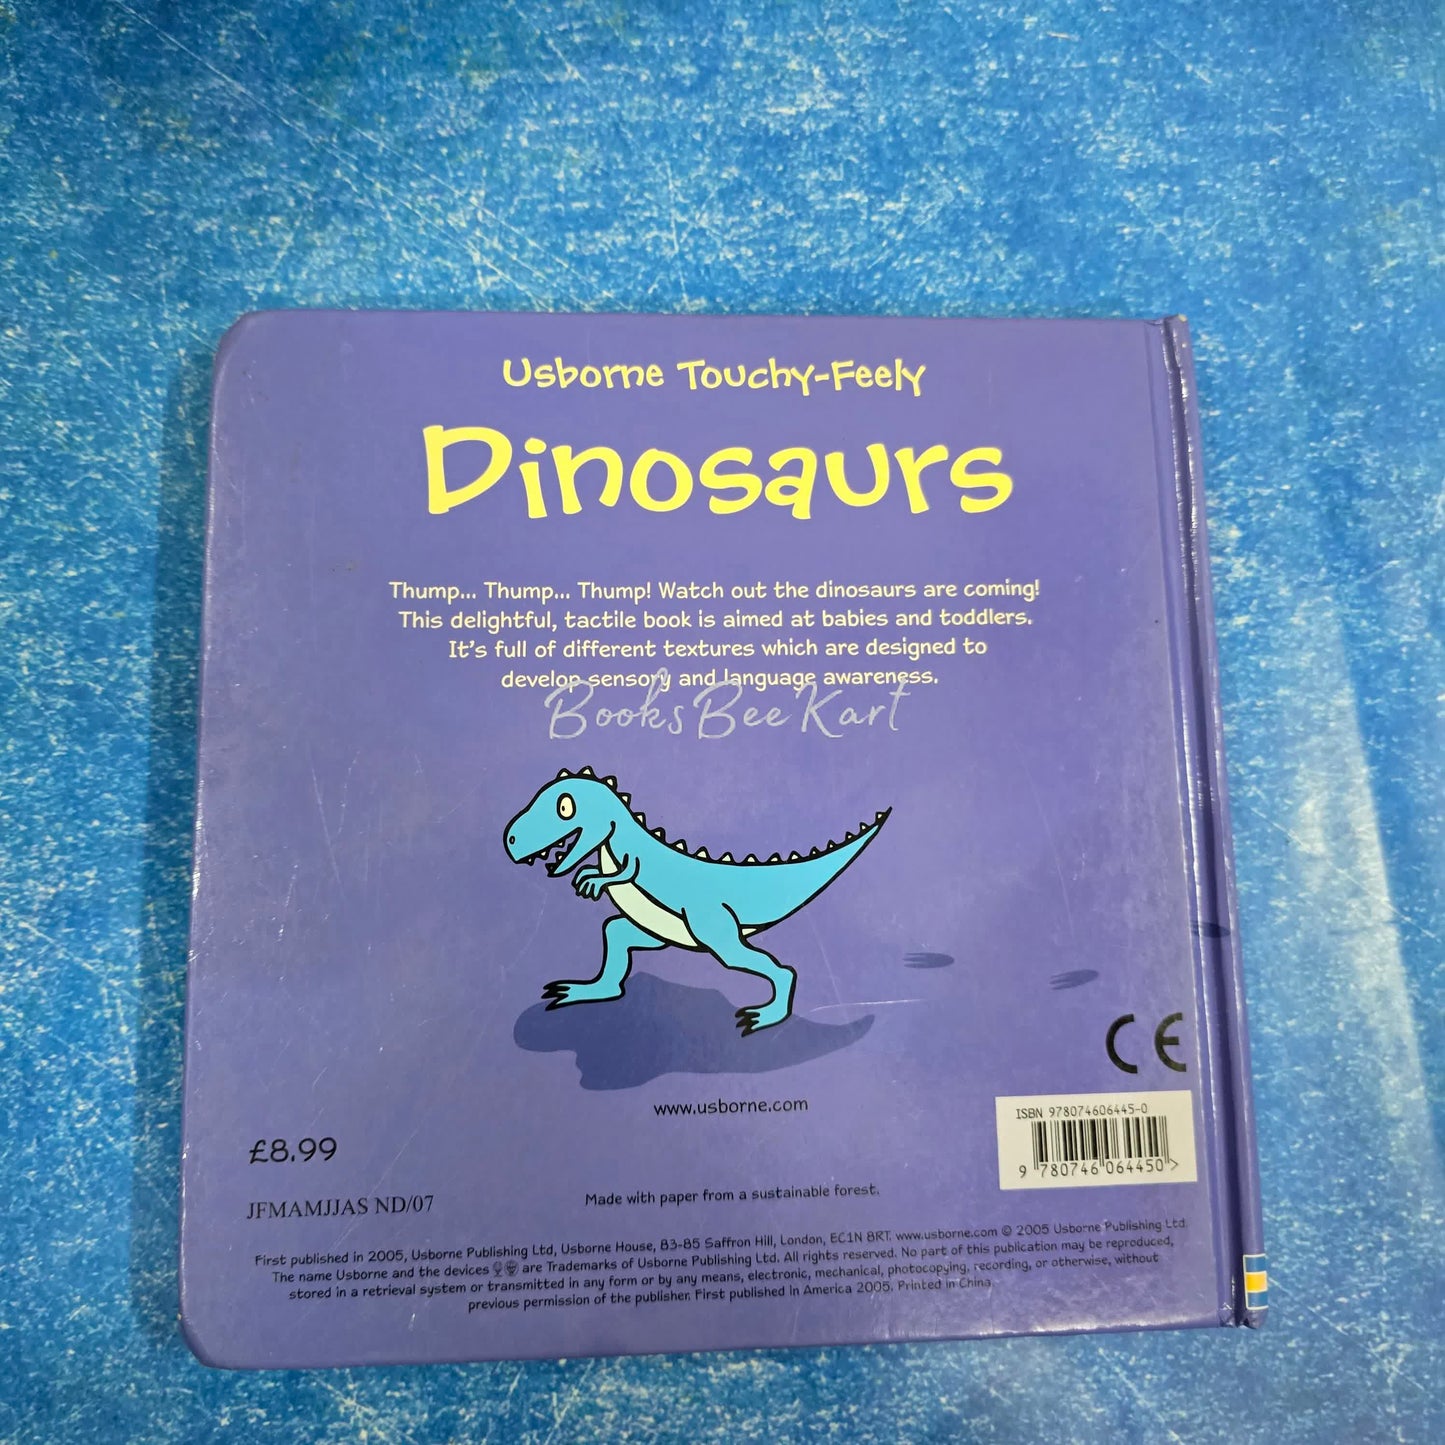 Usborne Touchy-Feely
Dinosaurs
Thump... Thump... Thump! Watch out the dinosaurs are coming!
This delightful, tactile book is aimed at babies and toddlers.
It's full of different textures which are designed to
develop sensory and language awareness.
Books Bee Kart
CE
www.usborne.com
ISBN 978074606445-0
9 780746 064450 >
£8.99
JFMAMJJAS ND/07
Made with paper from a sustainable forest.
First published in 2005, Usborne Publishing Ltd, Usborne House, 83-85 Saffron Hill, London, EC1N 8RT. www.usborne.com © 2005 Usborne Publishing Ltd.
The name Usborne and the devices are Trademarks of Usborne Publishing Ltd. All rights reserved. No part of this publication may be reproduced,
stored in a retrieval system or transmitted in any form or by any means, electronic, mechanical, photocopying, recording, or otherwise, without
previous permission of the publisher. First published in America 2005. Printed in China.